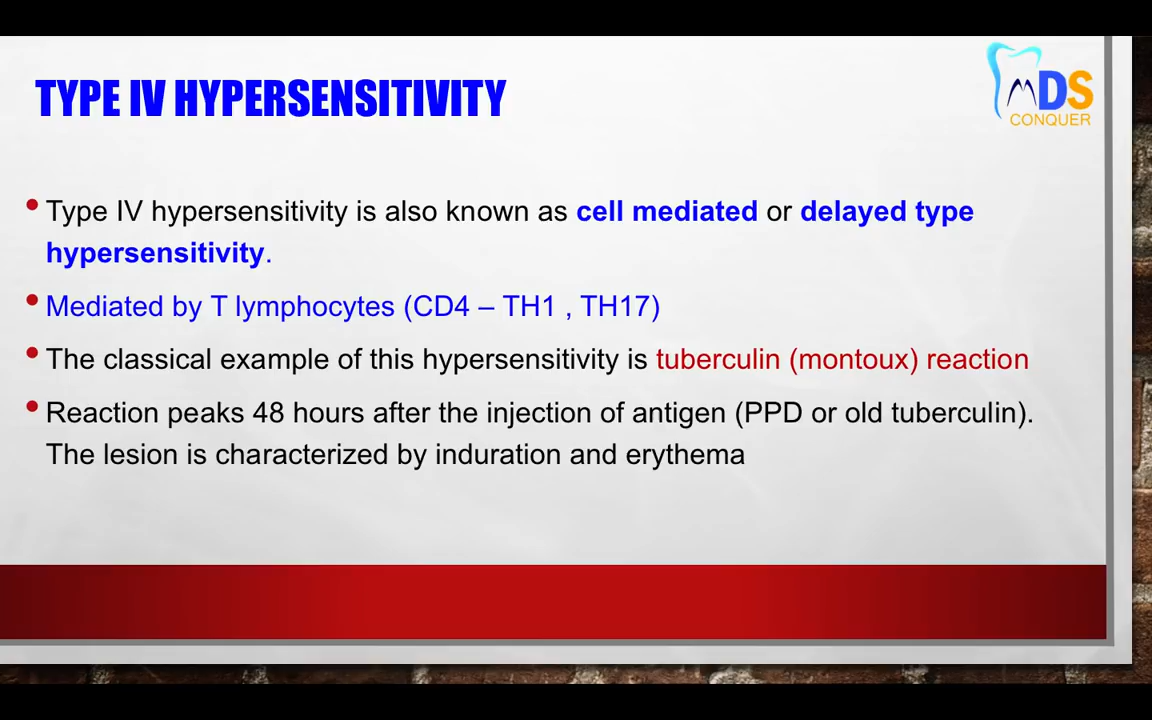 TYPE IV HYPERSENSITIVITY
MDS
CONQUER
• Type IV hypersensitivity is also known as cell mediated or delayed type
hypersensitivity.
• Mediated by T lymphocytes (CD4 – TH1 , TH17)
• The classical example of this hypersensitivity is tuberculin (montoux) reaction
• Reaction peaks 48 hours after the injection of antigen (PPD or old tuberculin).
The lesion is characterized by induration and erythema